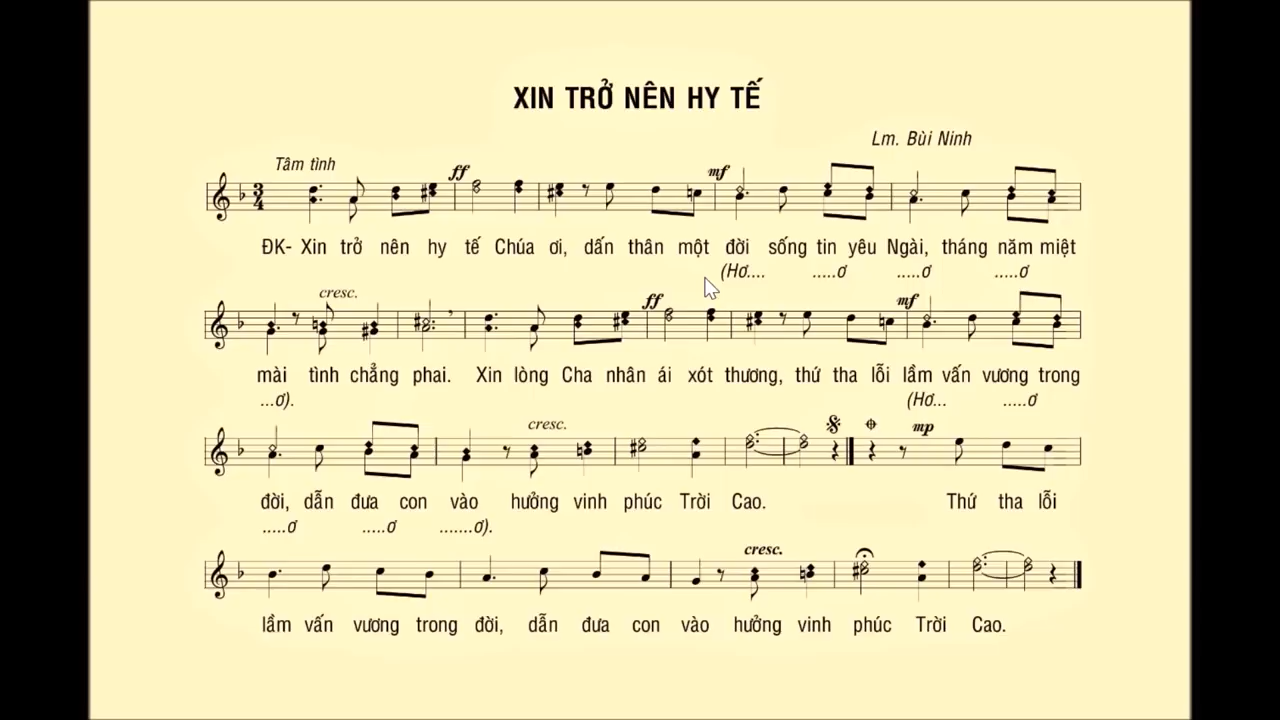 XIN TRỞ NÊN HY TẾ
Lm. Bùi Ninh
Tâm tình
ff
mf
3
4
ĐK- Xin trở nên hy tế Chúa ơi, dấn thân một đời sống tin yêu Ngài, tháng năm miệt
(Hơ.... .....ơ .....ơ .....ơ
cresc.
ff
mf
mài tình chẳng phai. Xin lòng Cha nhân ái xót thương, thứ tha lỗi lầm vấn vương trong
...ơ). (Hơ... .....ơ
cresc.
mp
đời, dẫn đưa con vào hưởng vinh phúc Trời Cao. Thứ tha lỗi
.....ơ .....ơ .......ơ).
cresc.
lầm vấn vương trong đời, dẫn đưa con vào hưởng vinh phúc Trời Cao.